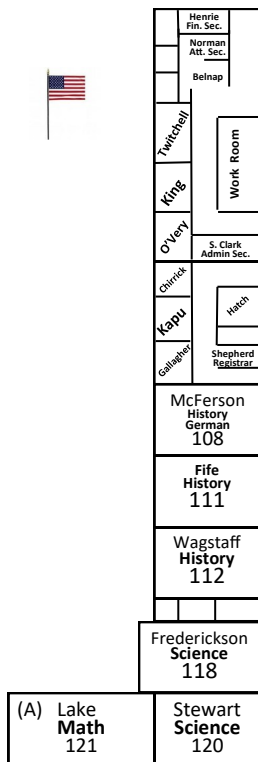 Henrie
Fin. Sec.
Norman
Att. Sec.
Belnap
Twitchell
Work Room
King
O'Very
S. Clark
Admin Sec.
Chirrick
Hatch
Kapu
Gallagher
Shepherd
Registrar
McFerson
History
German
108
Fife
History
111
Wagstaff
History
112
Frederickson
Science
118
(A) Lake
Math
121
Stewart
Science
120